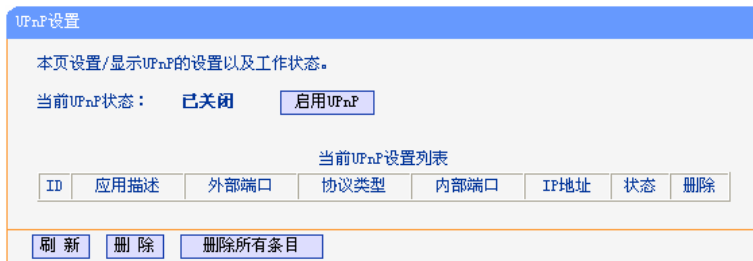 UPnP设置
本页设置/显示UPnP的设置以及工作状态。
当前UPnP状态： 已关闭 启用UPnP
当前UPnP设置列表
ID 应用描述 外部端口 协议类型 内部端口 IP地址 状态 删除
刷 新 删 除 删除所有条目